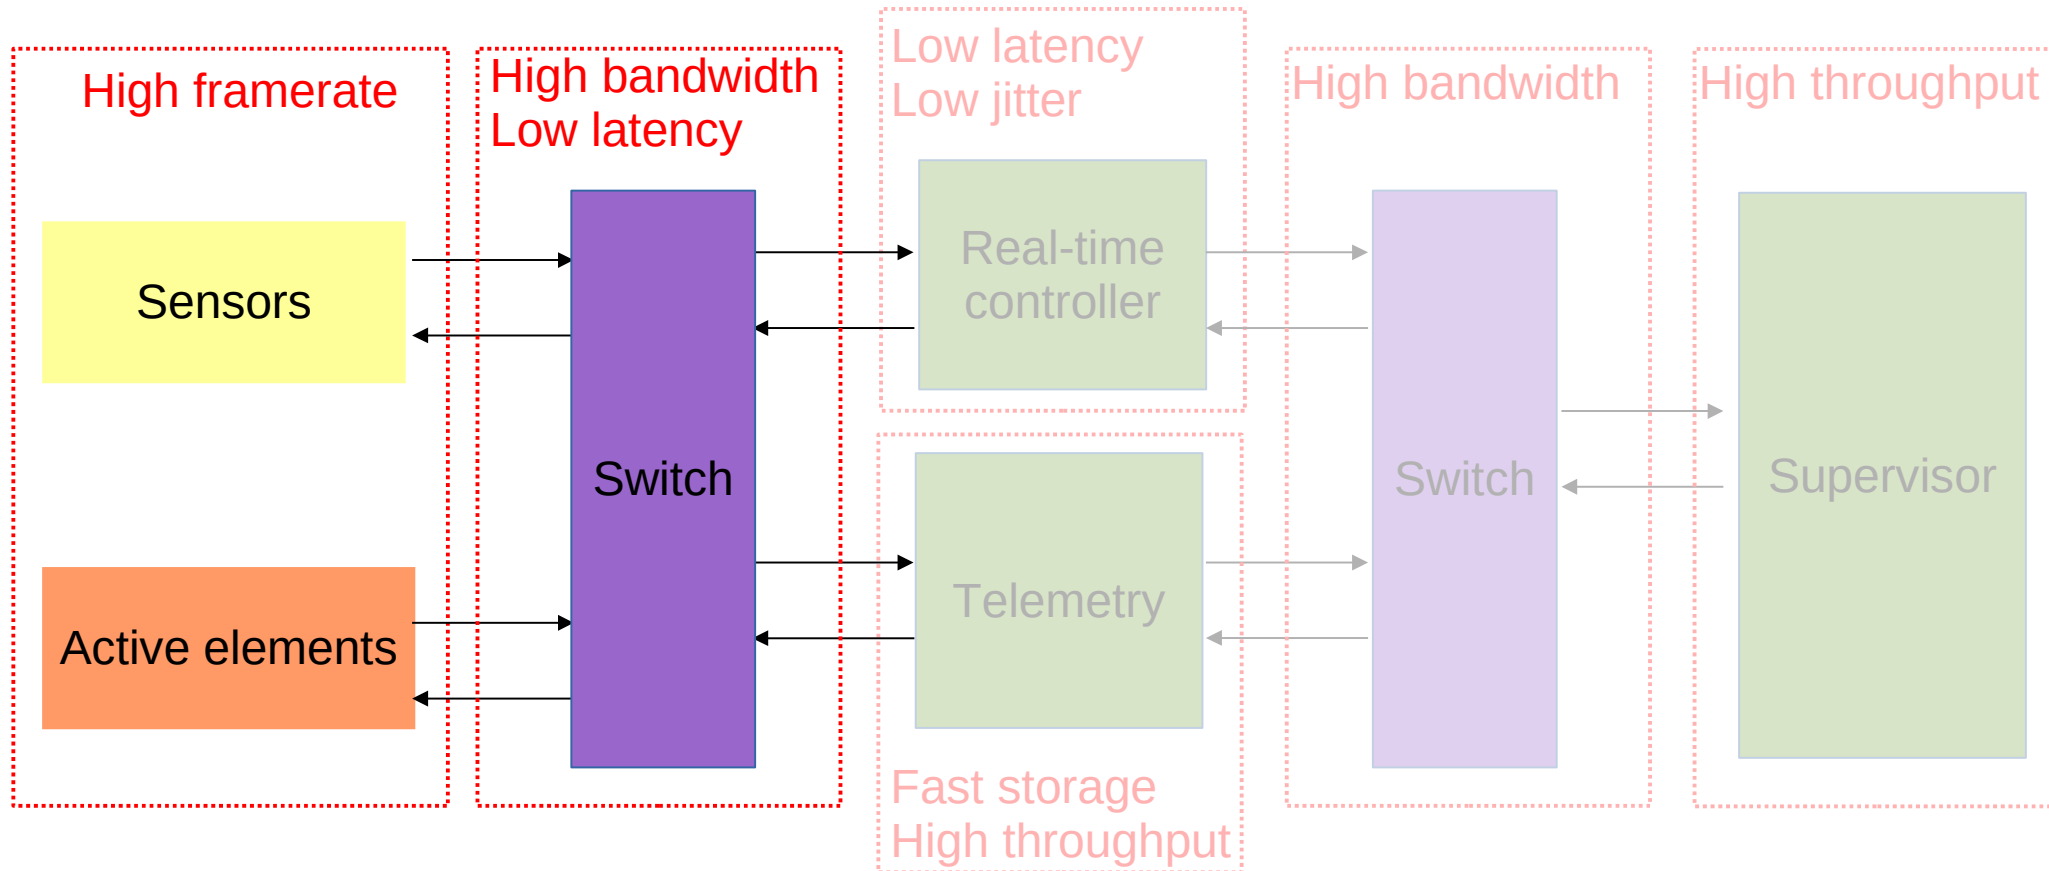 High framerate
Sensors
Active elements
High bandwidth
Low latency
Switch
Low latency
Low jitter
Real-time
controller
Telemetry
Fast storage
High throughput
High bandwidth
Switch
High throughput
Supervisor